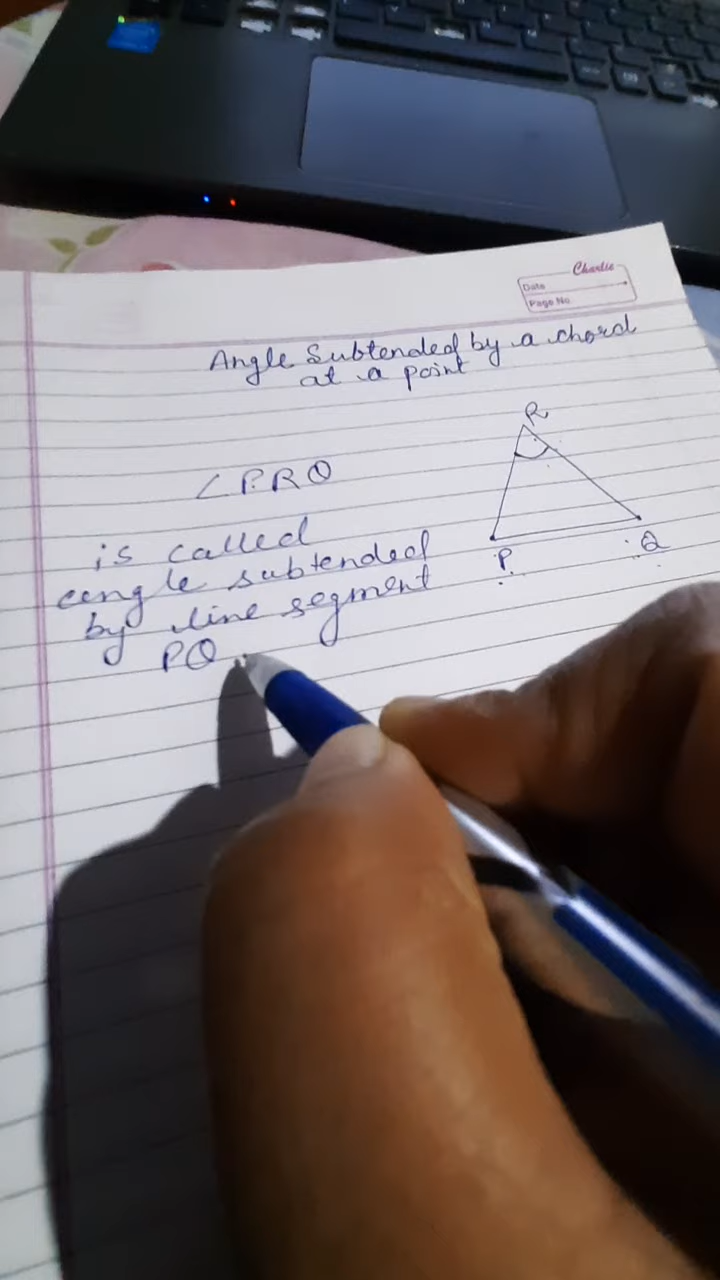 Charlie
Date
Page No
Angle Subtended by a chord
at a point
R
∠PRQ
is called
angle subtended
by line segment
PQ
P
Q